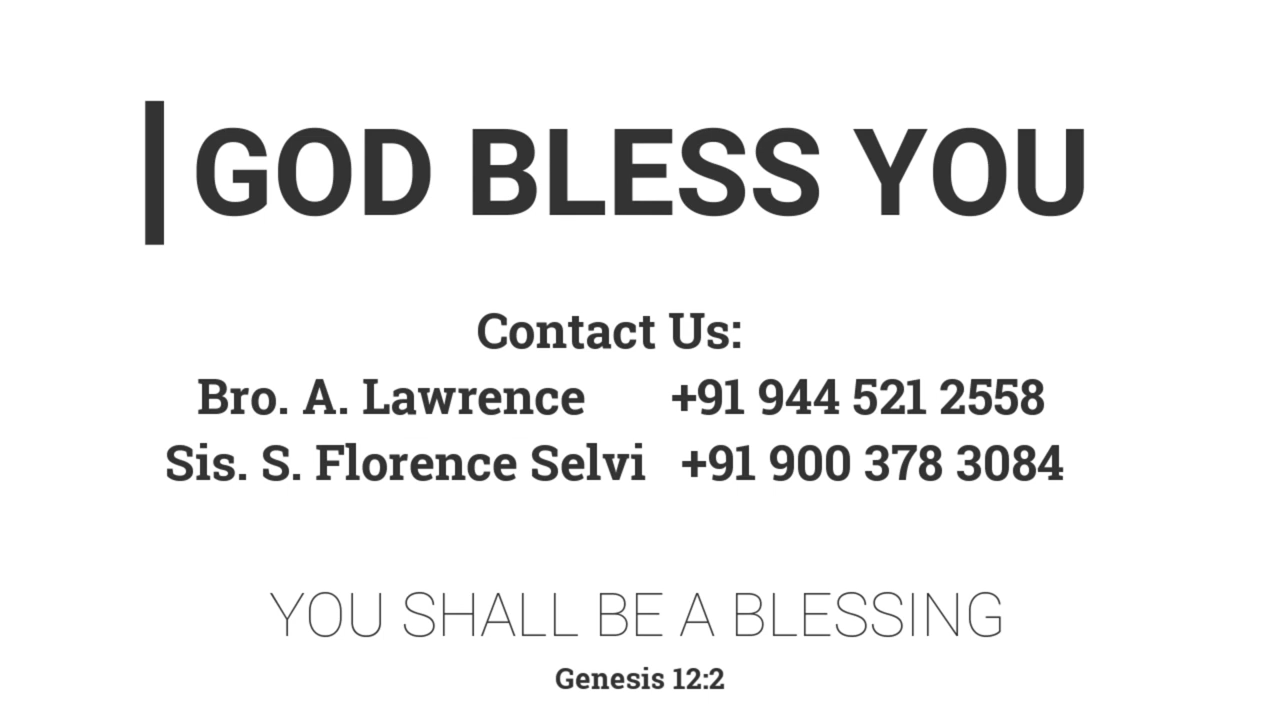 GOD BLESS YOU
Contact Us:
Bro. A. Lawrence +91 944 521 2558
Sis. S. Florence Selvi +91 900 378 3084
YOU SHALL BE A BLESSING
Genesis 12:2